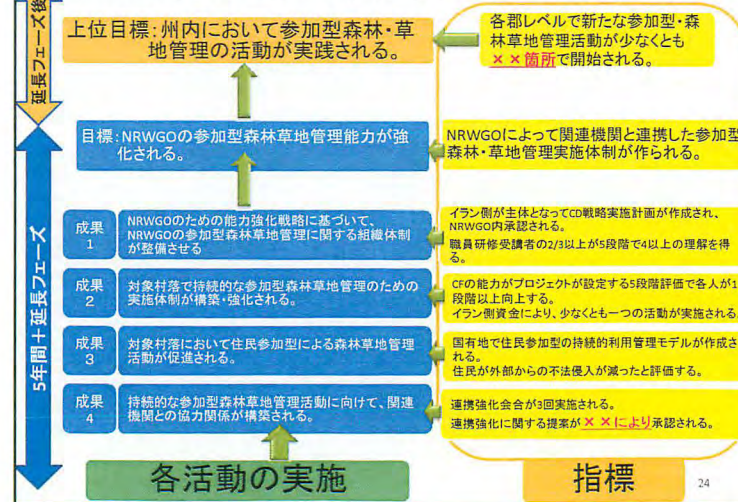 延長フェーズ後
上位目標:州内において参加型森林・草
地管理の活動が実践される。
各郡レベルで新たな参加型・森
林草地管理活動が少なくとも
××箇所で開始される。
5年間+延長フェーズ
目標:NRWGOの参加型森林草地管理能力が強
化される。
NRWGOによって関連機関と連携した参加型
森林・草地管理実施体制が作られる。
成果
1
NRWGOのための能力強化戦略に基づいて、
NRWGOの参加型森林草地管理に関する組織体制
が整備させる
イラン側が主体となってCD戦略実施計画が作成され、
NRWGO内承認される。
職員研修受講者の2/3以上が5段階で4以上の理解を得
る。
成果
2
対象村落で持続的な参加型森林草地管理のための
実施体制が構築・強化される。
CFの能力がプロジェクトが設定する5段階評価で各人が1
段階以上向上する。
イラン側資金により、少なくとも一つの活動が実施される。
成果
3
対象村落において住民参加型による森林草地管理
活動が促進される。
国有地で住民参加型の持続的利用管理モデルが作成さ
れる。
住民が外部からの不法侵入が減ったと評価する。
成果
4
持続的な参加型森林草地管理活動に向けて、関連
機関との協力関係が構築される。
連携強化会合が3回実施される。
連携強化に関する提案が××により承認される。
各活動の実施
指標
24